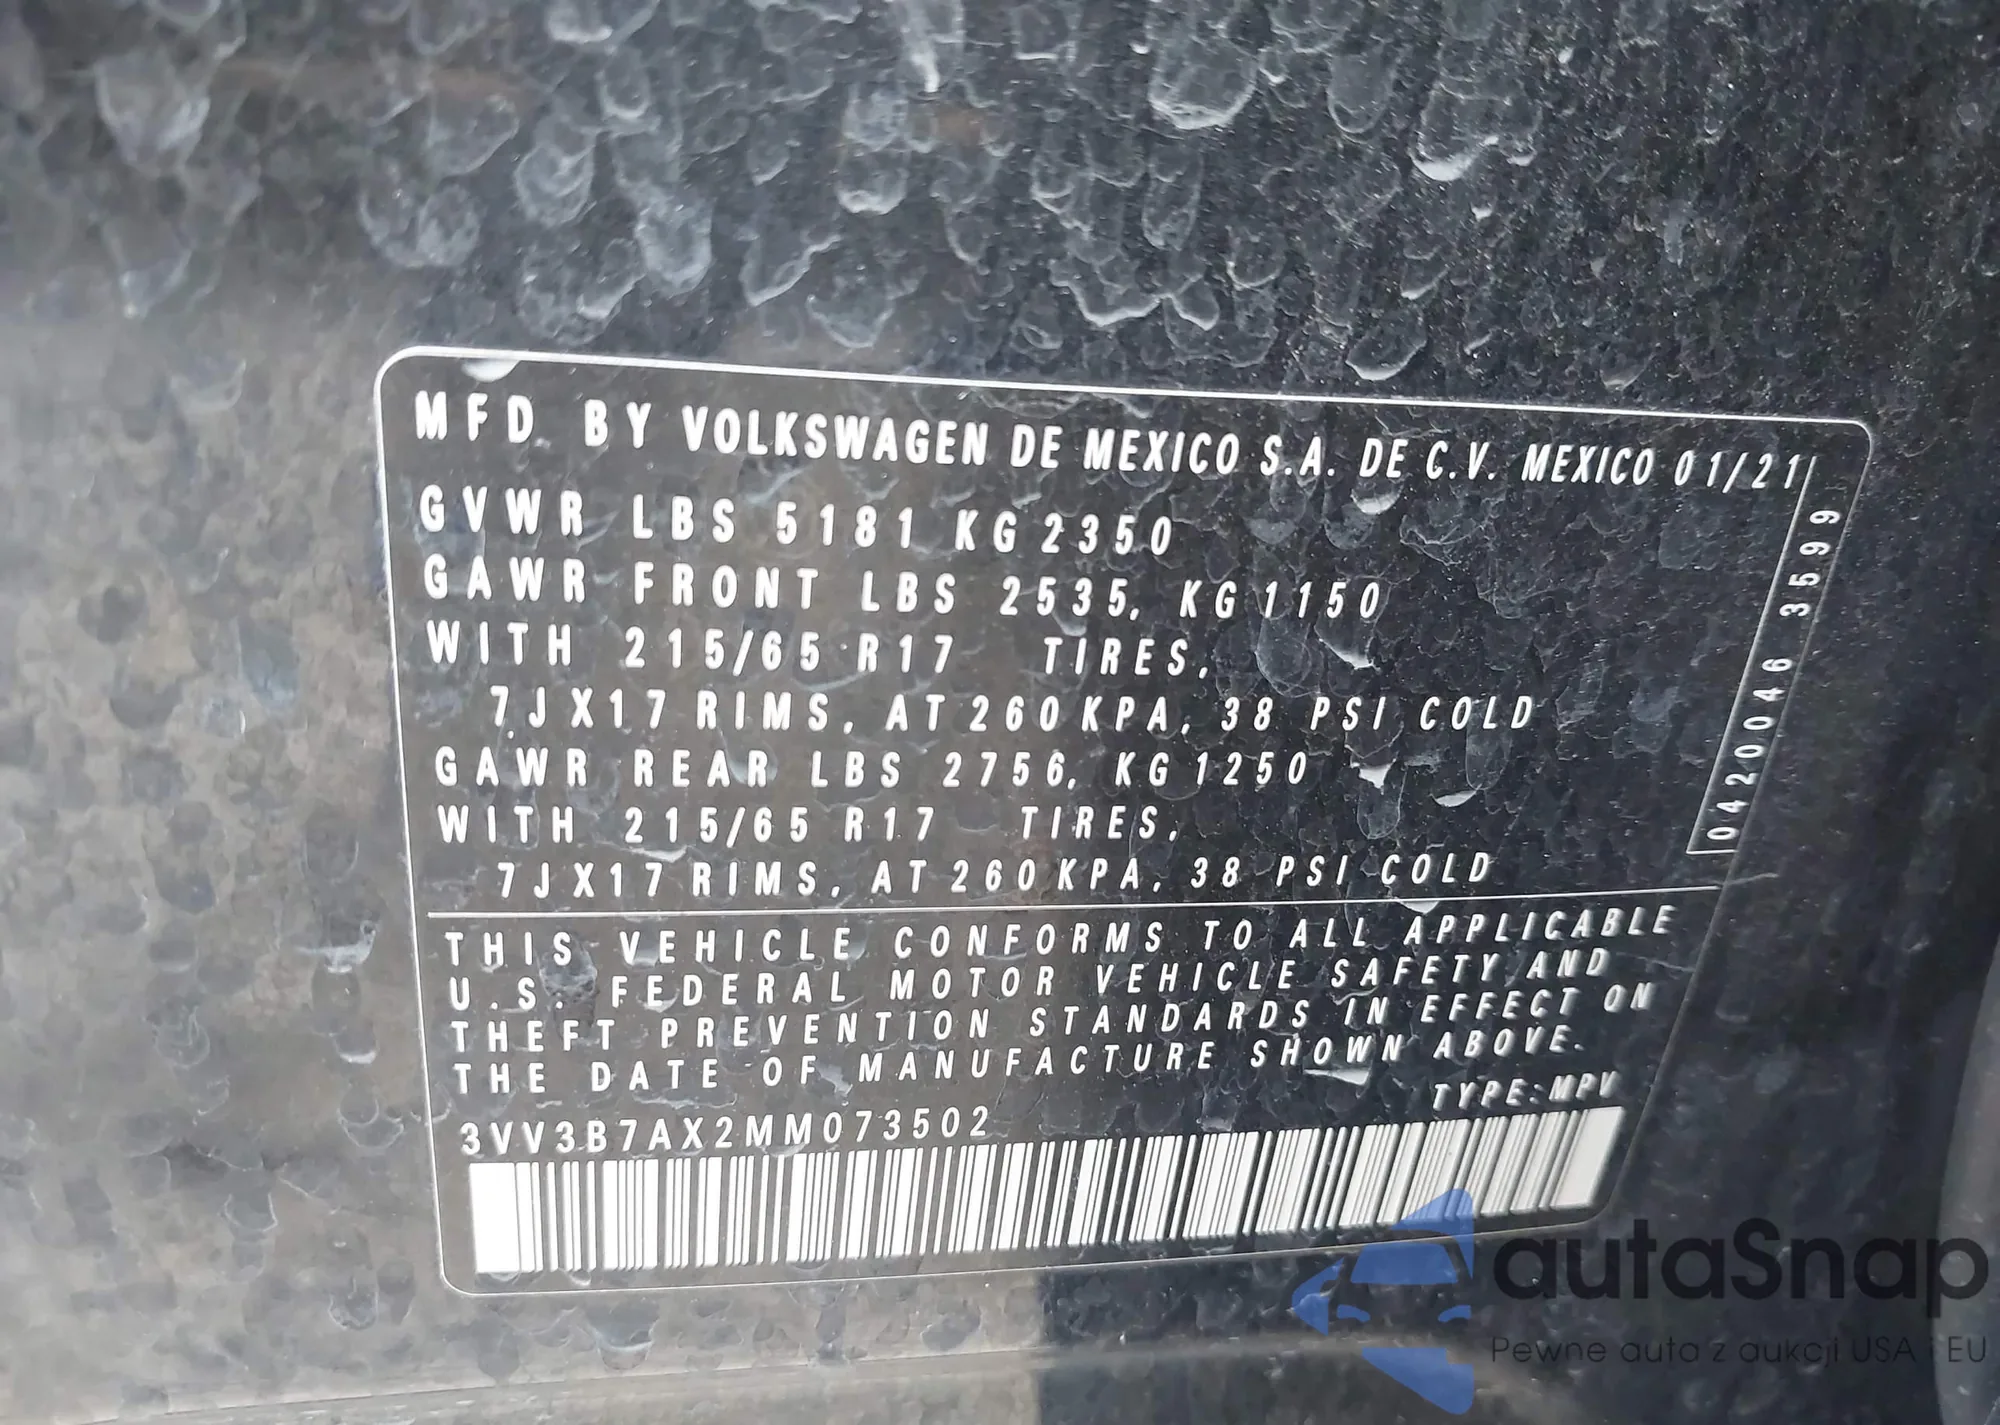 MFD. BY VOLKSWAGEN DE MEXICO S.A. DE C.V. MEXICO 01/21
GVWR LBS 5181 KG 2350
GAWR FRONT LBS 2535, KG 1150
WITH 215/65 R17 TIRES,
7JX17 RIMS, AT 260 KPA, 38 PSI COLD
GAWR REAR LBS 2756, KG 1250
WITH 215/65 R17 TIRES,
7JX17 RIMS, AT 260 KPA, 38 PSI COLD
0420046 3599
THIS VEHICLE CONFORMS TO ALL APPLICABLE
U.S. FEDERAL MOTOR VEHICLE SAFETY AND
THEFT PREVENTION STANDARDS IN EFFECT ON
THE DATE OF MANUFACTURE SHOWN ABOVE.
TYPE:MPV
3VV3B7AX2MM073502
autaSnap
Pewne auta z aukcji USA i EU